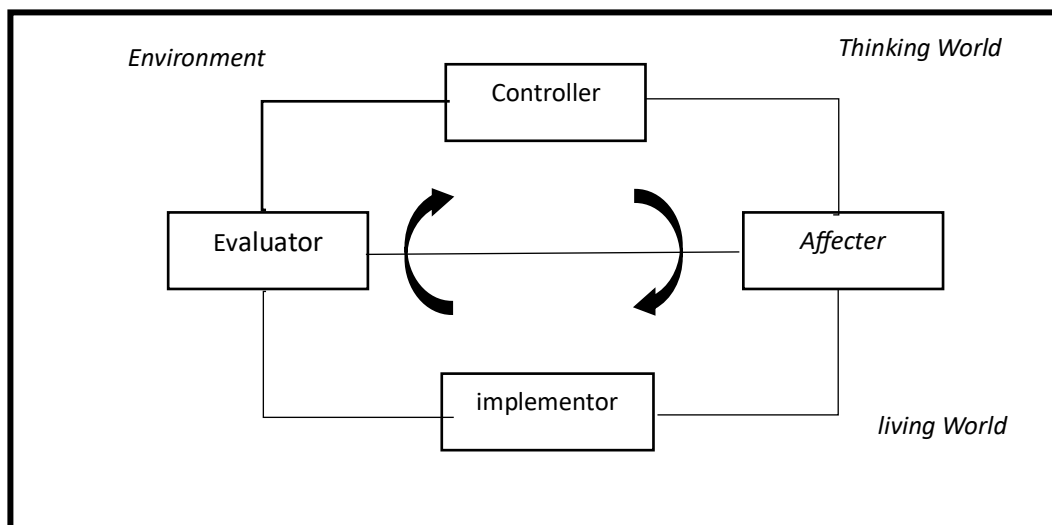 Environment
Thinking World
Controller
Evaluator
Affecter
implementor
living World